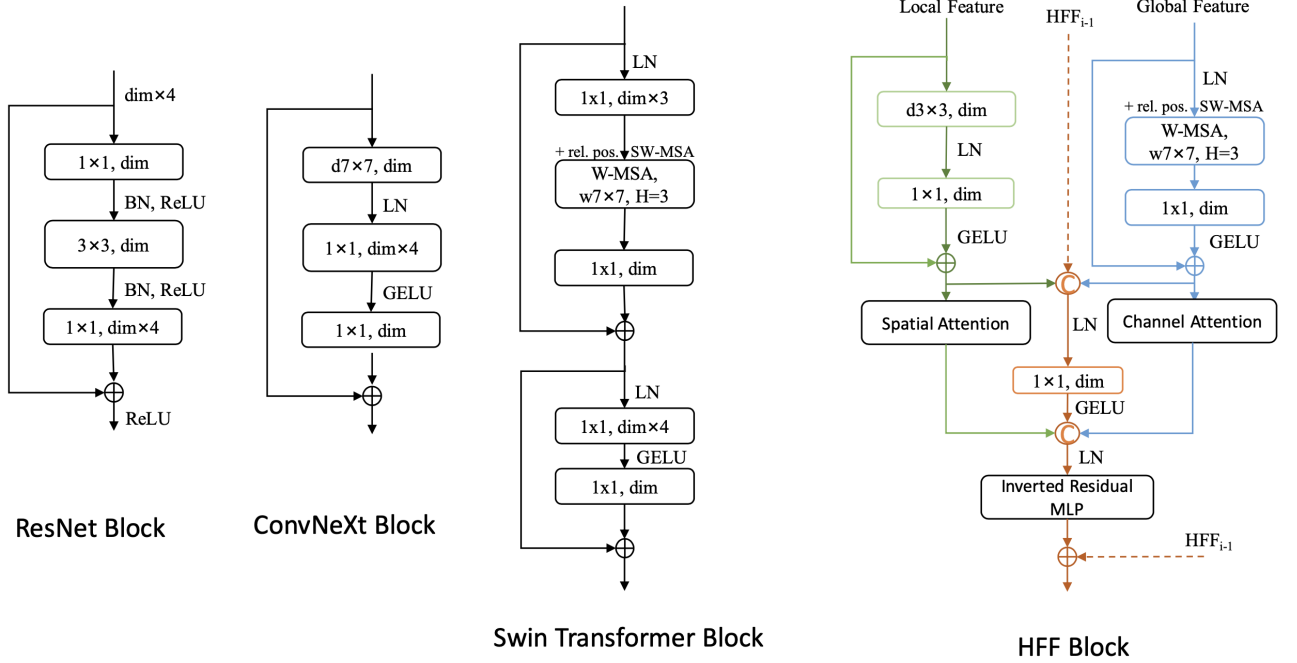 dim×4
1×1, dim
BN, ReLU
3×3, dim
BN, ReLU
1×1, dim×4
ReLU
ResNet Block
d7×7, dim
LN
1×1, dim×4
GELU
1×1, dim
ConvNeXt Block
LN
1x1, dim×3
+ rel. pos. SW-MSA
W-MSA,
w7×7, H=3
1x1, dim
LN
1x1, dim×4
GELU
1x1, dim
Swin Transformer Block
Local Feature
HFFi-1
Global Feature
d3×3, dim
LN
1×1, dim
GELU
LN
+ rel. pos. SW-MSA
W-MSA,
w7×7, H=3
1x1, dim
GELU
C
Spatial Attention
LN
Channel Attention
1×1, dim
GELU
C
LN
Inverted Residual
MLP
HFFi-1
HFF Block